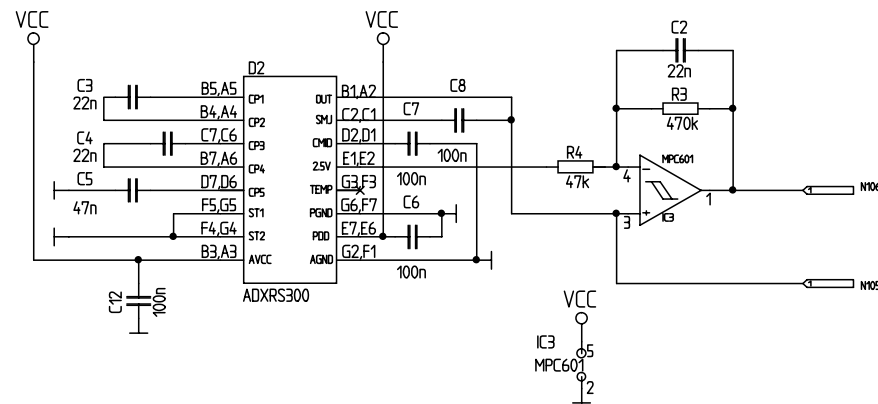 VCC
VCC
D2
C3
22n
B5,A5
CP1
OUT
B1,A2
C8
B4,A4
CP2
SMJ
C2,C1
C7
C4
22n
C7,C6
CP3
CMID
D2,D1
100n
B7,A6
CP4
2.5V
E1,E2
100n
C5
47n
D7,D6
CP5
TEMP
G3,F3
F5,G5
ST1
PGND
G6,F7
C6
F4,G4
ST2
PDD
E7,E6
B3,A3
AVCC
AGND
G2,F1
100n
C12
100n
ADXRS300
C2
22n
R3
470k
R4
47k
MPC601
4
-
3
+
1
IC3
1
N106
1
N105
VCC
IC3
MPC601
5
2